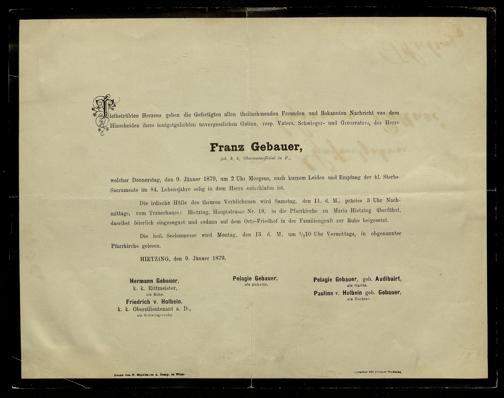 Tiefbetrübten Herzens geben die Gefertigten allen theilnehmenden Freunden und Bekannten Nachricht von dem
Hinscheiden ihres innigstgeliebten unvergesslichen Gatten, resp. Vaters, Schwieger- und Grossvaters, des Herrn
Franz Gebauer,
jub. k. k. Oberamtsofficial in P.,
welcher Donnerstag, den 9. Jänner 1879, um 2 Uhr Morgens, nach kurzem Leiden und Empfang der hl. Sterbe-
Sacramente im 84. Lebensjahre selig in dem Herrn entschlafen ist.
Die irdische Hülle des theuren Verblichenen wird Samstag, den 11. d. M., präcise 3 Uhr Nach-
mittags, vom Trauerhause: Hietzing, Hauptstrasse Nr. 18, in die Pfarrkirche zu Maria Hietzing überführt,
daselbst feierlich eingesegnet und sodann auf dem Orts-Friedhof in der Familiengruft zur Ruhe beigesetzt.
Die heil. Seelenmesse wird Montag, den 13. d. M., um ½10 Uhr Vormittags, in obgenannter
Pfarrkirche gelesen.
HIETZING, den 9. Jänner 1879.
Hermann Gebauer,
k. k. Rittmeister,
als Sohn.
Friedrich v. Holbein,
k. k. Oberstlieutenant a. D.,
als Schwiegersohn.
Pelagie Gebauer,
als Enkelin.
Pelagie Gebauer, geb. Audibairt,
als Gattin.
Pauline v. Holbein geb. Gebauer,
als Tochter.